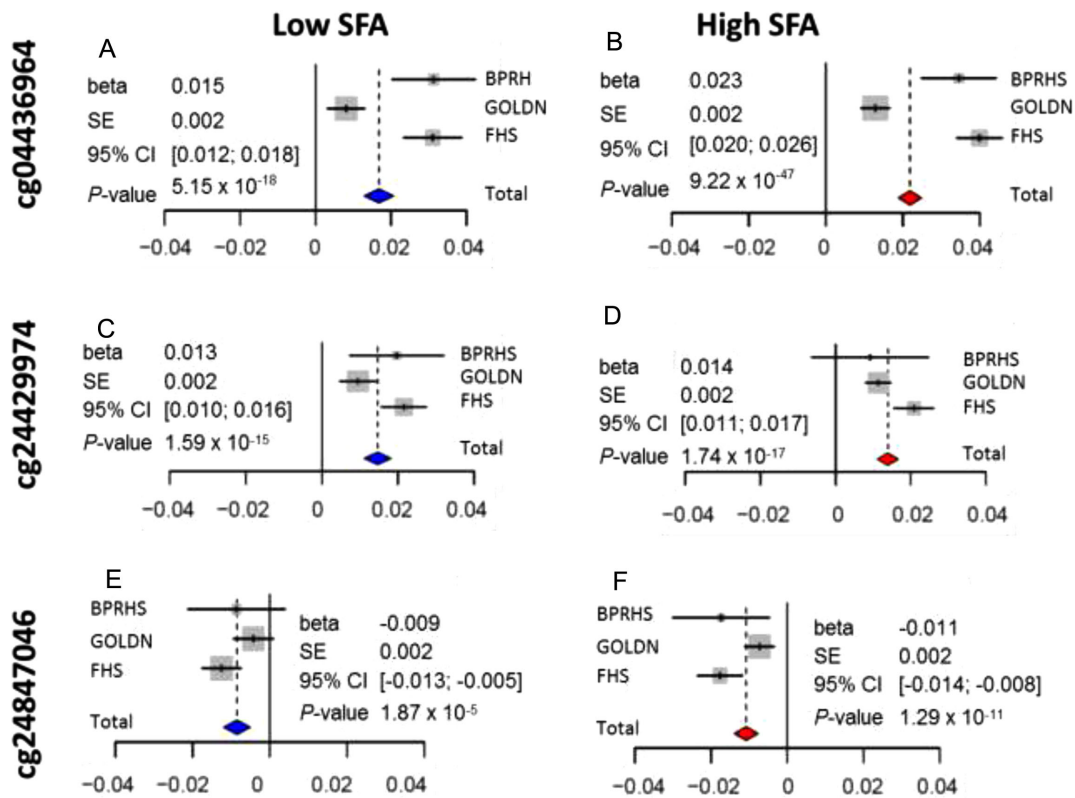 Low SFA
High SFA
cg04436964
A
beta 0.015
SE 0.002
95% CI [0.012; 0.018]
P-value 5.15 x 10-18
BPRH
GOLDN
FHS
Total
−0.04 −0.02 0 0.02 0.04
B
beta 0.023
SE 0.002
95% CI [0.020; 0.026]
P-value 9.22 x 10-47
BPRHS
GOLDN
FHS
Total
−0.04 −0.02 0 0.02 0.04
cg24429974
C
beta 0.013
SE 0.002
95% CI [0.010; 0.016]
P-value 1.59 x 10-15
BPRHS
GOLDN
FHS
Total
−0.04 −0.02 0 0.02 0.04
D
beta 0.014
SE 0.002
95% CI [0.011; 0.017]
P-value 1.74 x 10-17
BPRHS
GOLDN
FHS
Total
−0.04 −0.02 0 0.02 0.04
cg24847046
E
BPRHS
GOLDN
FHS
Total
beta -0.009
SE 0.002
95% CI [-0.013; -0.005]
P-value 1.87 x 10-5
−0.04 −0.02 0 0.02 0.04
F
BPRHS
GOLDN
FHS
Total
beta -0.011
SE 0.002
95% CI [-0.014; -0.008]
P-value 1.29 x 10-11
−0.04 −0.02 0 0.02 0.04